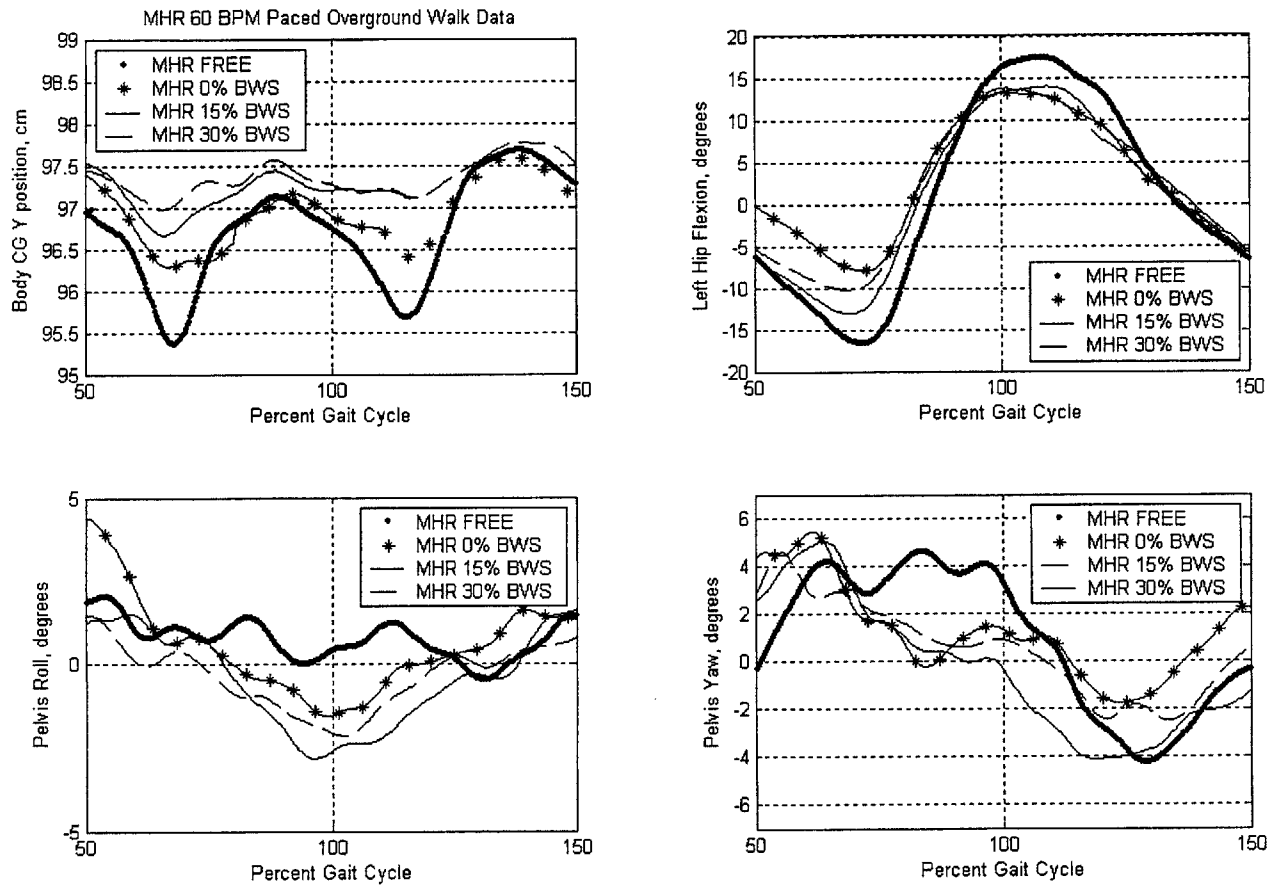 MHR 60 BPM Paced Overground Walk Data
99
98.5
98
97.5
97
96.5
96
95.5
95
Body CG Y position, cm
MHR FREE
MHR 0% BWS
MHR 15% BWS
MHR 30% BWS
50
100
150
Percent Gait Cycle
20
15
10
5
0
-5
-10
-15
-20
Left Hip Flexion, degrees
MHR FREE
MHR 0% BWS
MHR 15% BWS
MHR 30% BWS
50
100
150
Percent Gait Cycle
5
0
-5
Pelvis Roll, degrees
MHR FREE
MHR 0% BWS
MHR 15% BWS
MHR 30% BWS
50
100
150
Percent Gait Cycle
6
4
2
0
-2
-4
-6
Pelvis Yaw, degrees
MHR FREE
MHR 0% BWS
MHR 15% BWS
MHR 30% BWS
50
100
150
Percent Gait Cycle